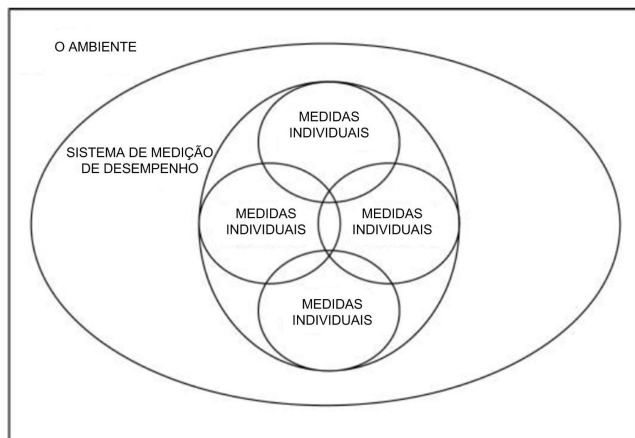 O AMBIENTE
SISTEMA DE MEDIÇÃO
DE DESEMPENHO
MEDIDAS
INDIVIDUAIS
MEDIDAS
INDIVIDUAIS
MEDIDAS
INDIVIDUAIS
MEDIDAS
INDIVIDUAIS